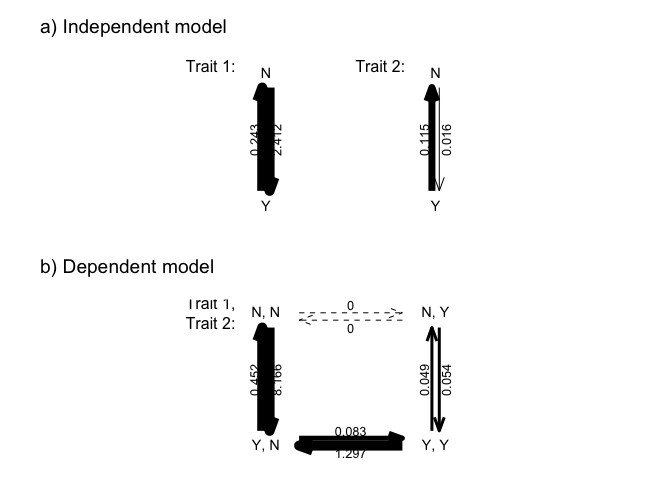 a) Independent model
Trait 1:
N
Trait 2:
N
0.243
2.412
0.115
0.016
Y
Y
b) Dependent model
Trait 1,
Trait 2:
N, N
0
0
N, Y
0.452
8.166
0.049
0.054
Y, N
0.083
1.297
Y, Y